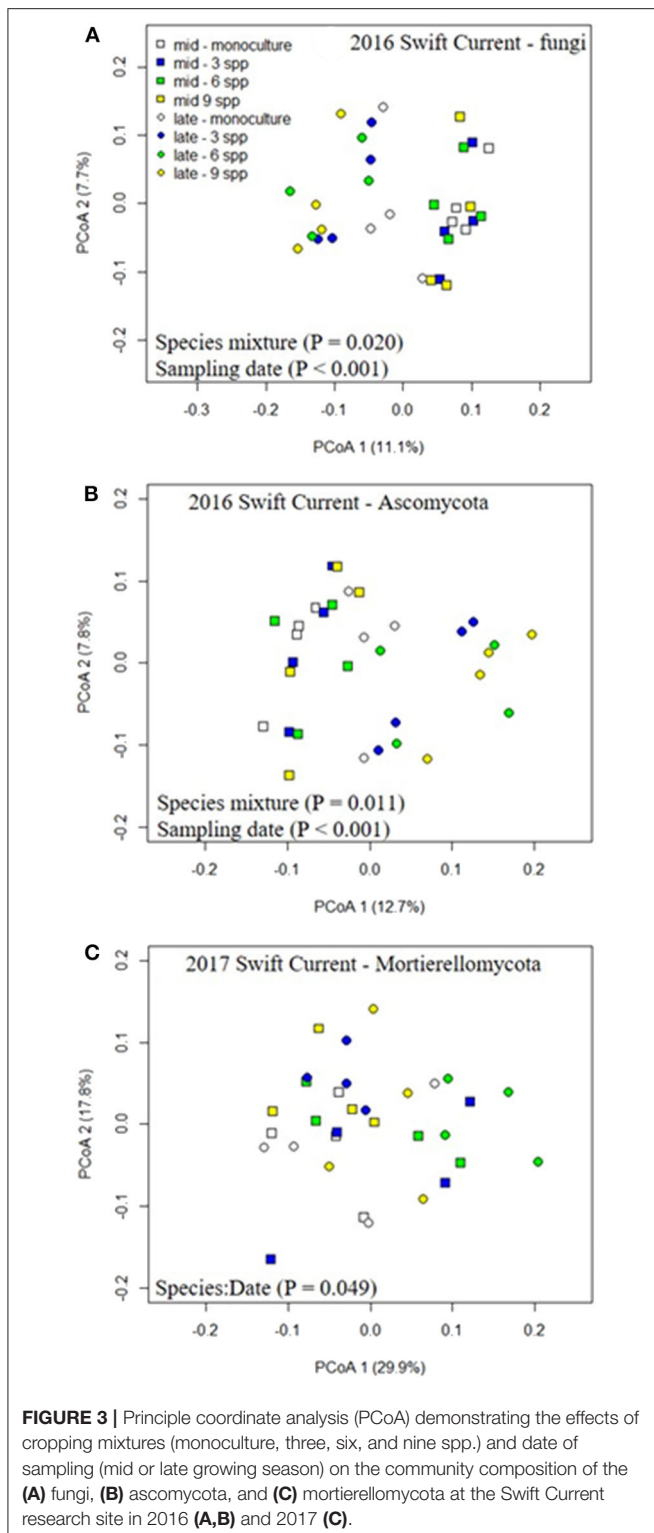 A
2016 Swift Current - fungi
mid - monoculture
mid - 3 spp
mid - 6 spp
mid 9 spp
late - monoculture
late - 3 spp
late - 6 spp
late - 9 spp
PCoA 2 (7.7%)
0.2
0.1
0.0
-0.1
-0.2
Species mixture (P = 0.020)
Sampling date (P < 0.001)
-0.3 -0.2 -0.1 0.0 0.1 0.2
PCoA 1 (11.1%)
B
2016 Swift Current - Ascomycota
PCoA 2 (7.8%)
0.2
0.1
0.0
-0.1
-0.2
Species mixture (P = 0.011)
Sampling date (P < 0.001)
-0.2 -0.1 0.0 0.1 0.2
PCoA 1 (12.7%)
C
2017 Swift Current - Mortierellomycota
PCoA 2 (17.8%)
0.2
0.1
0.0
-0.1
-0.2
Species:Date (P = 0.049)
-0.2 -0.1 0.0 0.1 0.2
PCoA 1 (29.9%)
FIGURE 3 | Principle coordinate analysis (PCoA) demonstrating the effects of
cropping mixtures (monoculture, three, six, and nine spp.) and date of
sampling (mid or late growing season) on the community composition of the
(A) fungi, (B) ascomycota, and (C) mortierellomycota at the Swift Current
research site in 2016 (A,B) and 2017 (C).